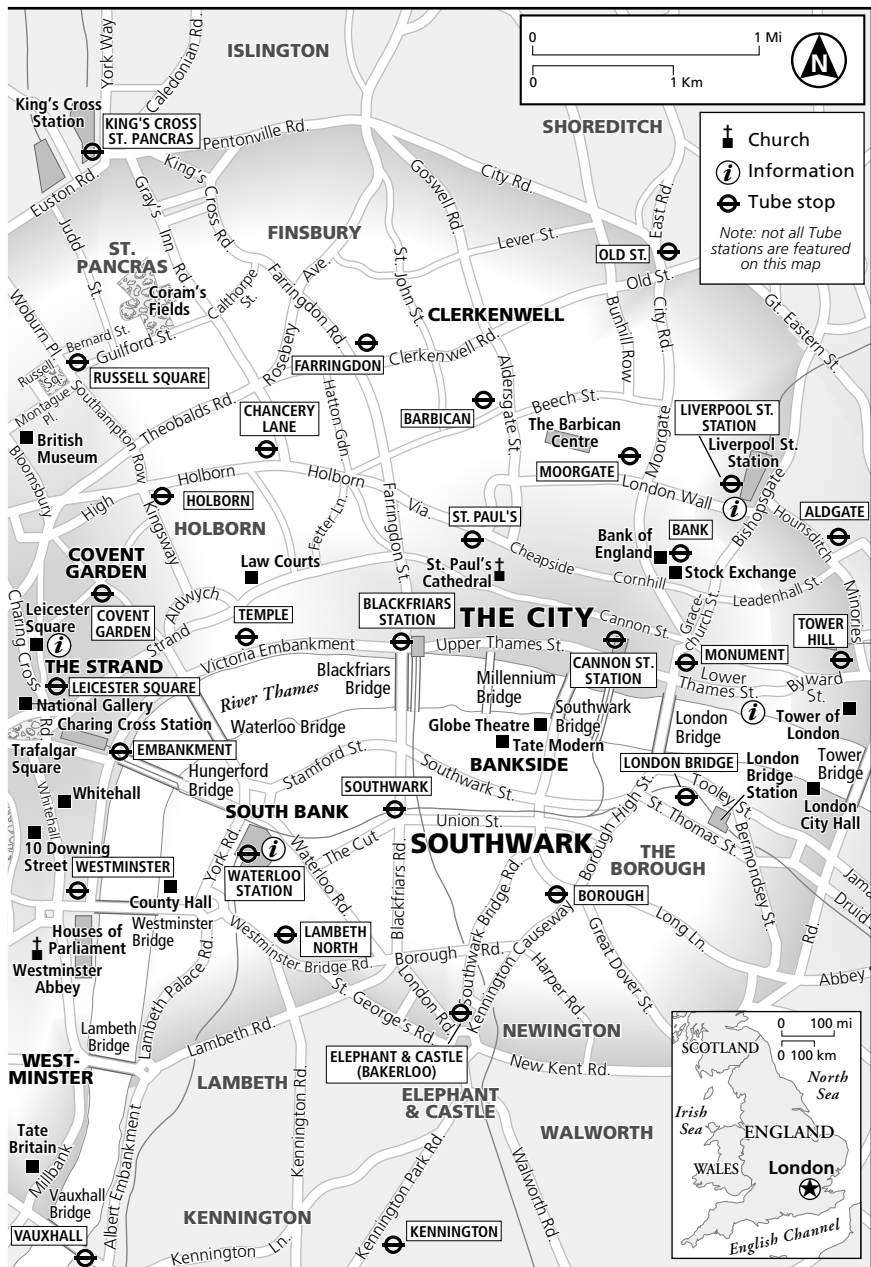 ISLINGTON
York Way
Caledonian Rd.
0 1 Mi
0 1 Km
N
King's Cross
Station
KING'S CROSS
ST. PANCRAS
Pentonville Rd.
SHOREDITCH
Church
Information
Tube stop
Note: not all Tube
stations are featured
on this map
Euston Rd.
King's
Cross Rd.
Gray's
Inn
Rd.
Judd
St.
Goswell Rd.
City Rd.
East Rd.
FINSBURY
Lever St.
OLD ST.
Old St.
ST.
PANCRAS
Coram's
Fields
Calthorpe
St.
Farringdon Rd.
Rosebery
Ave.
St. John St.
CLERKENWELL
Bunhill Row
City Rd.
Gt. Eastern St.
Woburn Pl.
Bernard St.
Guilford St.
Russell
Sq.
RUSSELL SQUARE
FARRINGDON
Clerkenwell Rd.
Aldersgate St.
Montague
Pl.
Southampton Row
Theobalds Rd.
Hatton Gdn.
BARBICAN
Beech St.
LIVERPOOL ST.
STATION
Liverpool St.
Station
British
Museum
CHANCERY
LANE
The Barbican
Centre
Moorgate
MOORGATE
Bloomsbury
High
Holborn
HOLBORN
Holborn
Via.
London Wall
Bishopsgate
Hounsditch
ALDGATE
HOLBORN
Kingsway
Fetter Ln.
Farringdon St.
ST. PAUL'S
Cheapside
Bank of
England
BANK
Stock Exchange
COVENT
GARDEN
Law Courts
St. Paul's
Cathedral
Cornhill
Leadenhall St.
Minories
Charing Cross
Rd
Leicester
Square
COVENT
GARDEN
Aldwych
Strand
TEMPLE
BLACKFRIARS
STATION
THE CITY
Cannon St.
Grace-
church St.
TOWER
HILL
THE STRAND
Victoria Embankment
Upper Thames St.
CANNON ST.
STATION
MONUMENT
Lower
Thames St.
Byward
St.
LEICESTER SQUARE
National Gallery
River Thames
Blackfriars
Bridge
Millennium
Bridge
Southwark
Bridge
London
Bridge
Tower of
London
Charing Cross Station
Waterloo Bridge
Globe Theatre
Tate Modern
BANKSIDE
Trafalgar
Square
EMBANKMENT
Hungerford
Bridge
Stamford St.
Southwark St.
LONDON BRIDGE
London
Bridge
Station
Tower
Bridge
Whitehall
Whitehall
SOUTHWARK
SOUTH BANK
Union St.
Borough High St.
Tooley St.
St. Thomas St.
London
City Hall
10 Downing
Street
York Rd.
Waterloo Rd.
The Cut
SOUTHWARK
THE
BOROUGH
Bermondsey St.
WESTMINSTER
WATERLOO
STATION
Blackfriars Rd.
Southwark Bridge Rd.
BOROUGH
Jama
Druid
County Hall
Westminster
Bridge
LAMBETH
NORTH
Long Ln.
Rd.
Houses of
Parliament
Westminster
Abbey
Westminster Bridge Rd.
Borough Rd.
Kennington Causeway
Great Dover St.
Harper Rd.
Abbey
Lambeth Palace Rd.
St. George's Rd.
London Rd.
Lambeth
Bridge
Lambeth Rd.
NEWINGTON
WEST-
MINSTER
ELEPHANT & CASTLE
(BAKERLOO)
New Kent Rd.
LAMBETH
Kennington Rd.
ELEPHANT
& CASTLE
WALWORTH
Tate
Britain
Millbank
Albert Embankment
Kennington Park Rd.
Walworth Rd.
Vauxhall
Bridge
VAUXHALL
KENNINGTON
Kennington Ln.
KENNINGTON
0 100 mi
0 100 km
SCOTLAND
North
Sea
Irish
Sea
ENGLAND
WALES
London
English Channel